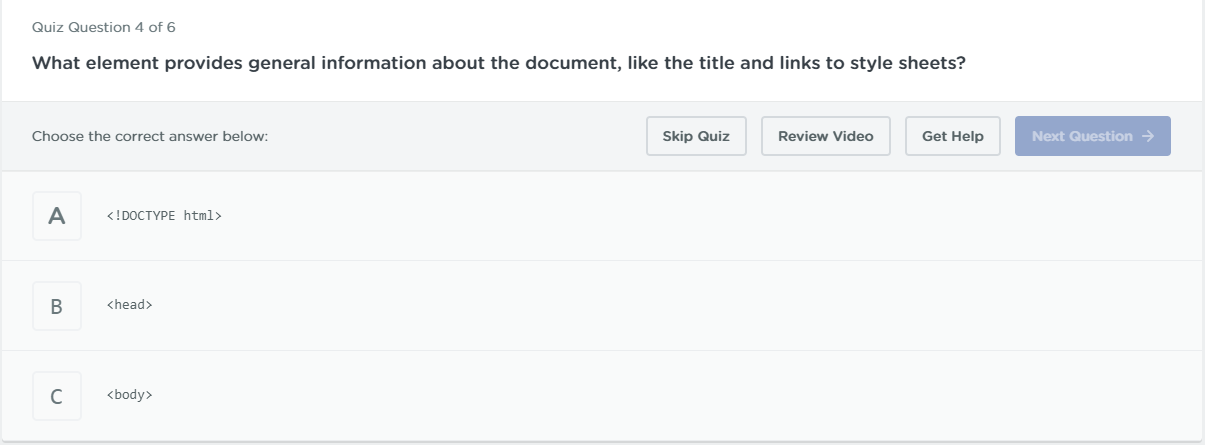 Quiz Question 4 of 6
What element provides general information about the document, like the title and links to style sheets?
Choose the correct answer below:
Skip Quiz
Review Video
Get Help
Next Question →
A
<!DOCTYPE html>
B
<head>
C
<body>